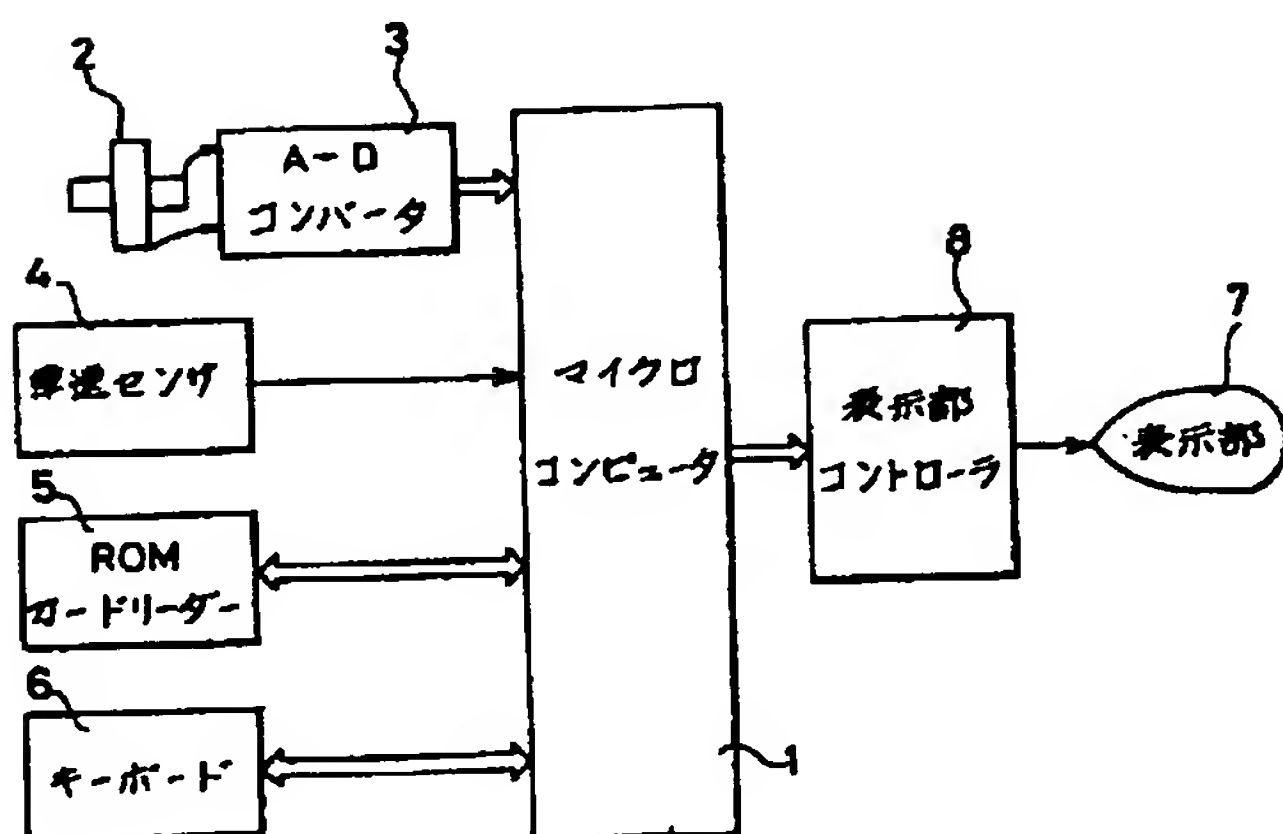 2
3
A-D
コンバータ
4
車速センサ
5
ROM
カードリーダー
6
キーボード
マイクロ
コンピュータ
1
8
表示部
コントローラ
7
表示部